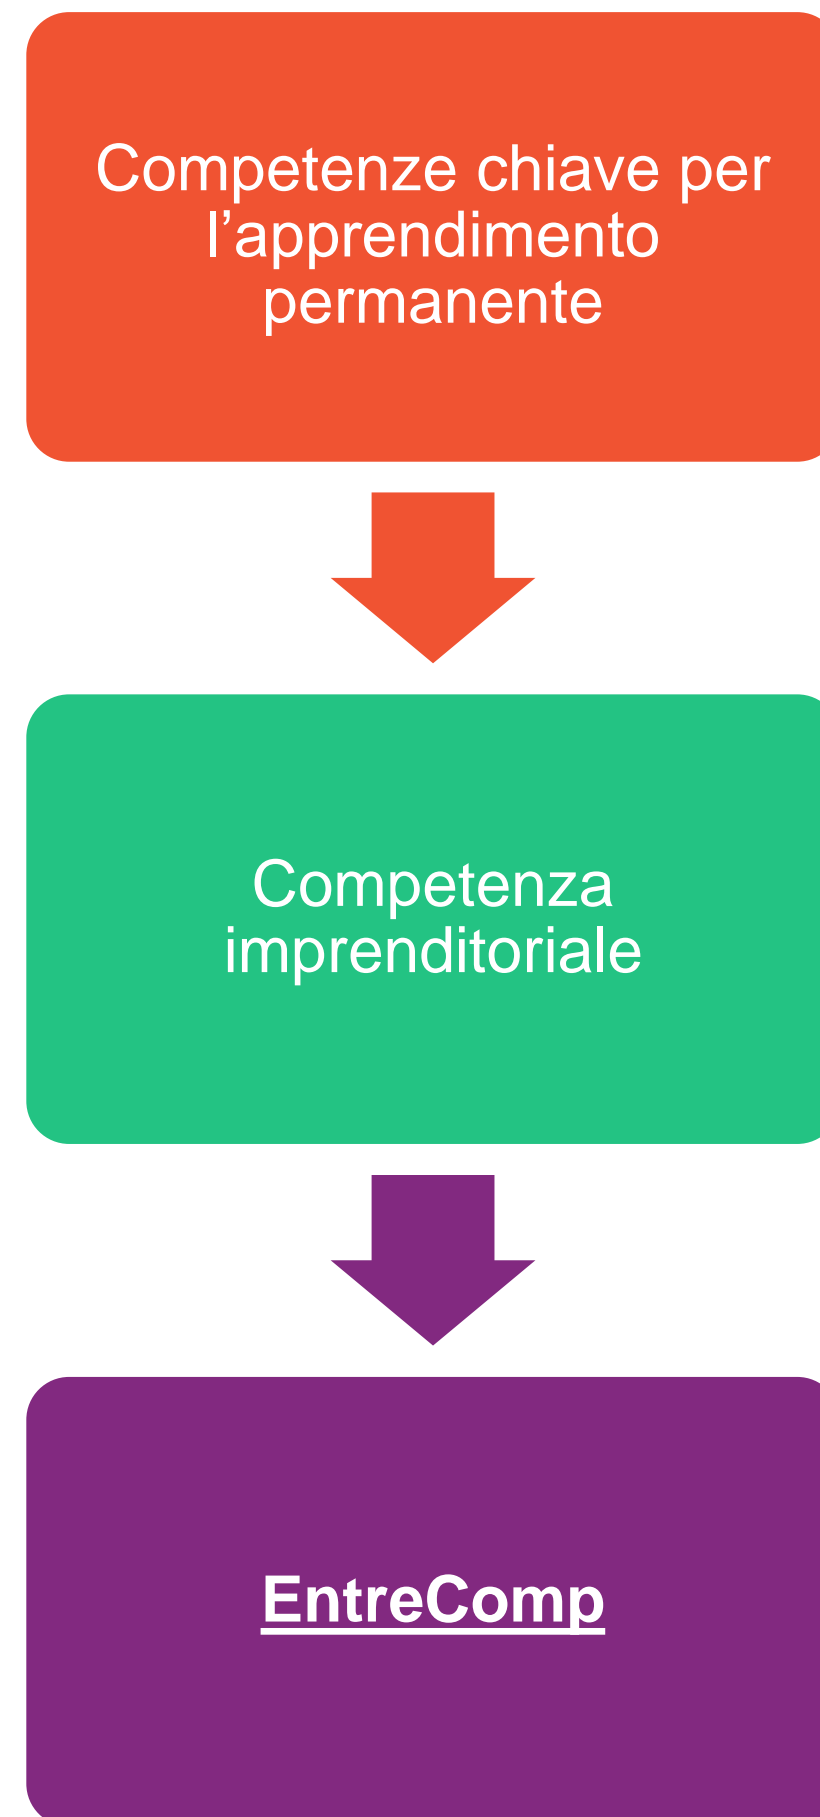 Competenze chiave per
l’apprendimento
permanente
Competenza
imprenditoriale
EntreComp